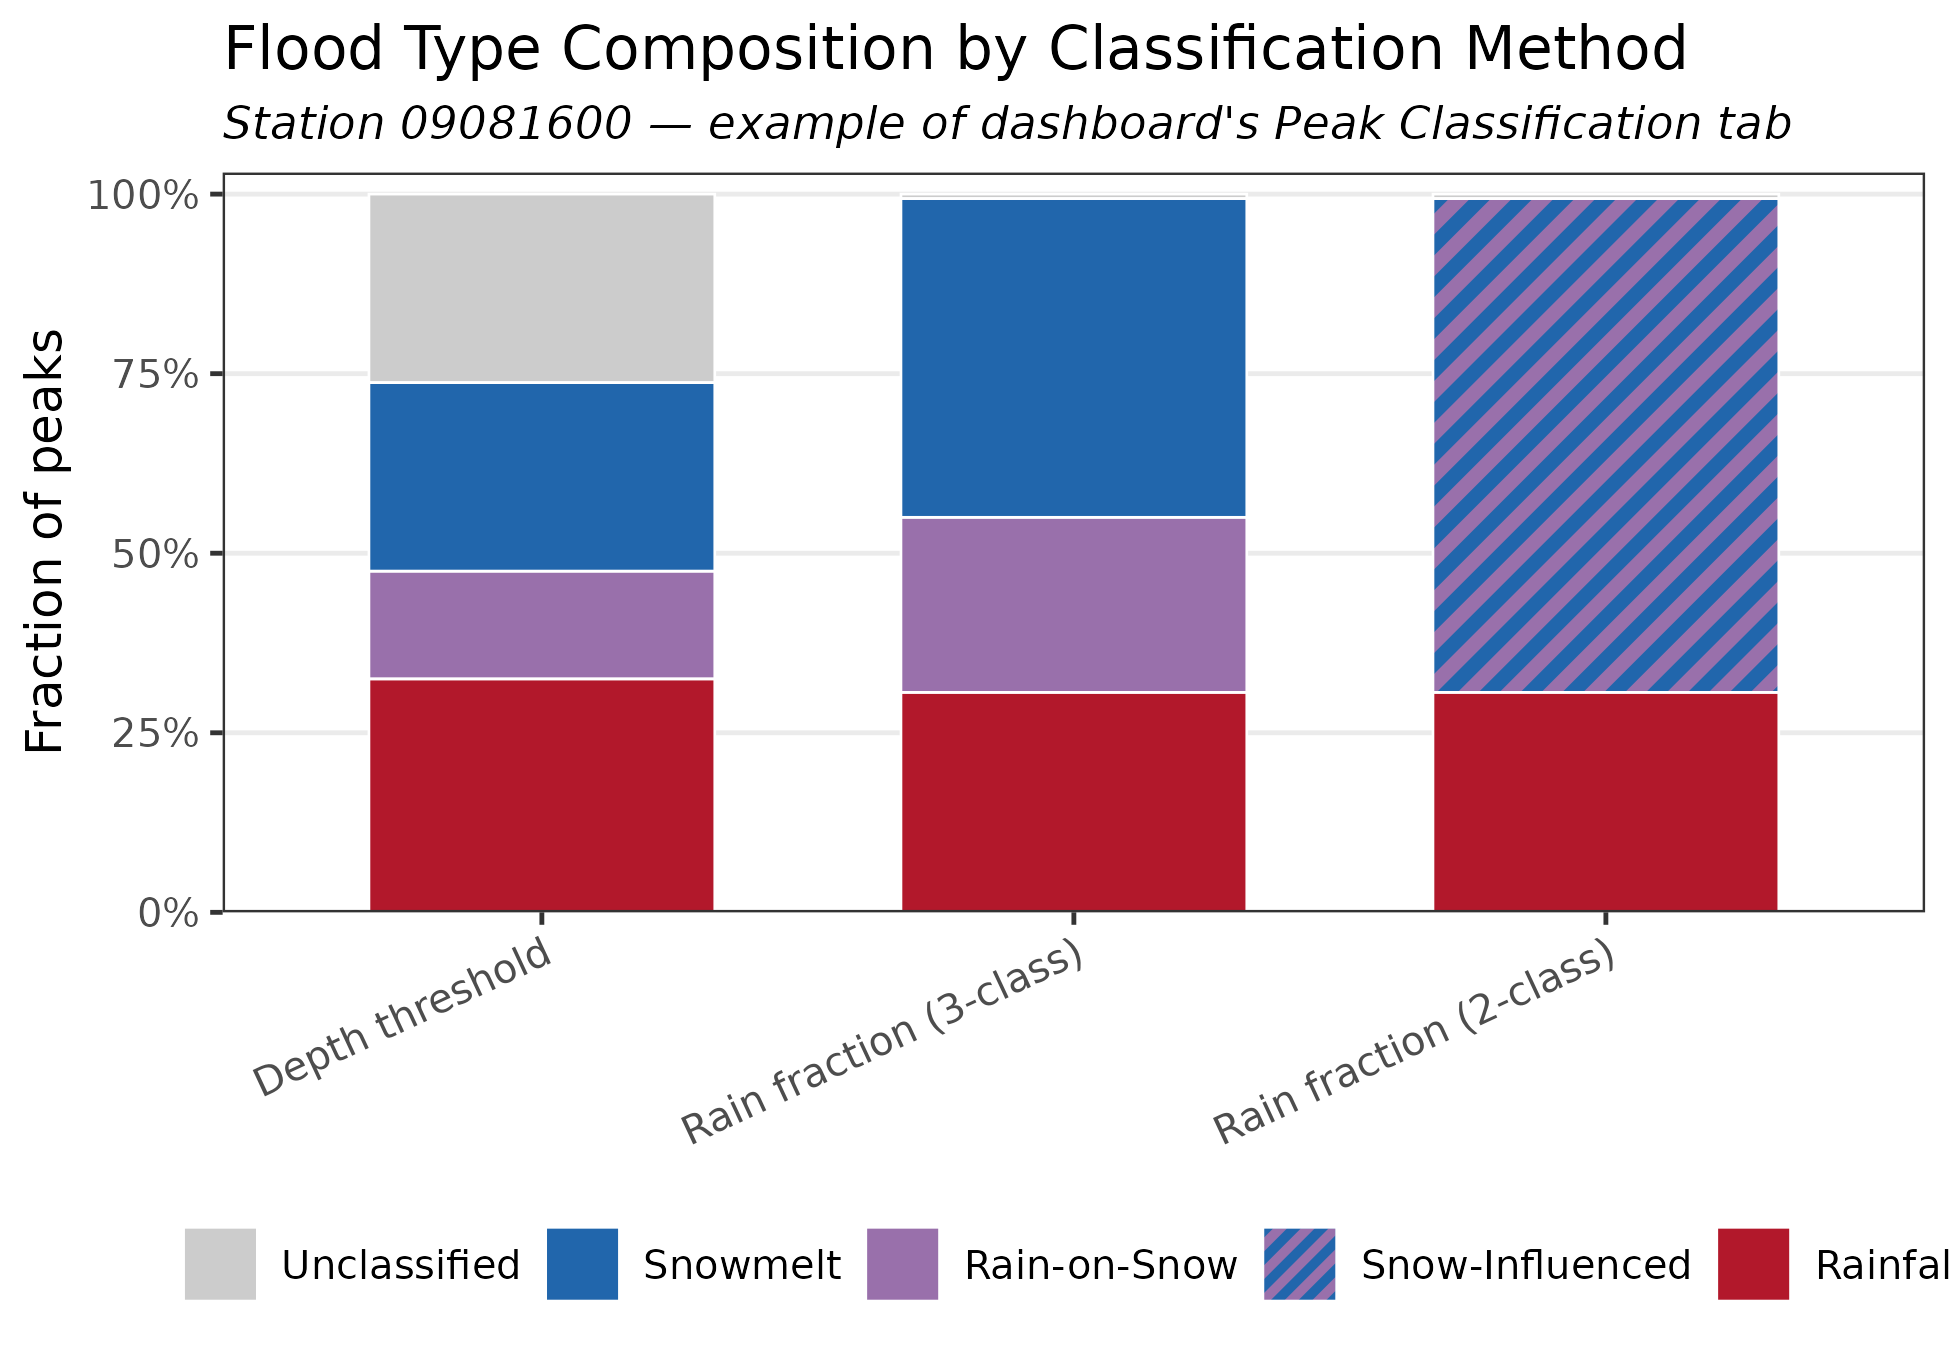 Flood Type Composition by Classification Method
Station 09081600 — example of dashboard's Peak Classification tab
Fraction of peaks
100%
75%
50%
25%
0%
Depth threshold
Rain fraction (3-class)
Rain fraction (2-class)
Unclassified
Snowmelt
Rain-on-Snow
Snow-Influenced
Rainfal